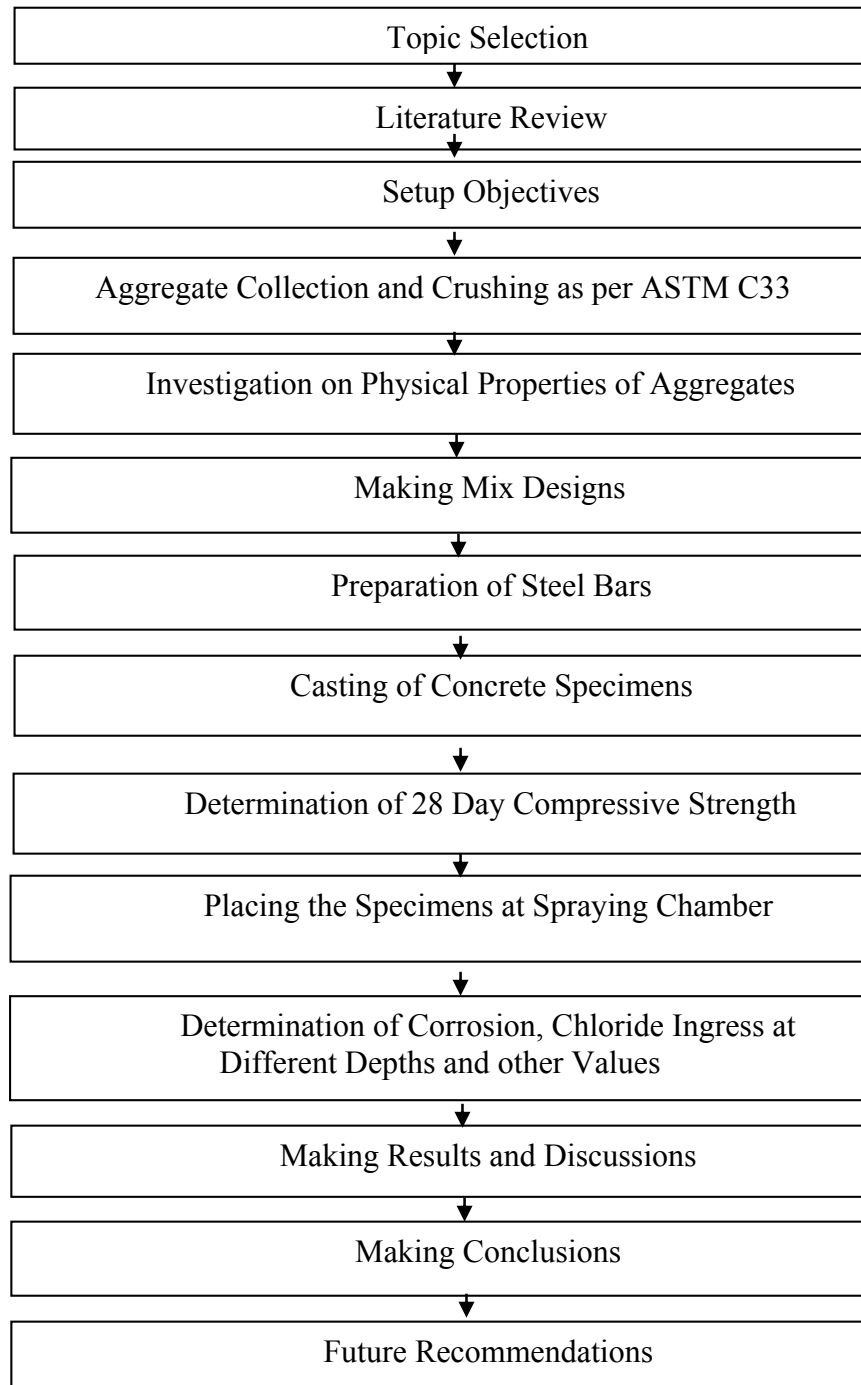 Topic Selection
Literature Review
Setup Objectives
Aggregate Collection and Crushing as per ASTM C33
Investigation on Physical Properties of Aggregates
Making Mix Designs
Preparation of Steel Bars
Casting of Concrete Specimens
Determination of 28 Day Compressive Strength
Placing the Specimens at Spraying Chamber
Determination of Corrosion, Chloride Ingress at
Different Depths and other Values
Making Results and Discussions
Making Conclusions
Future Recommendations